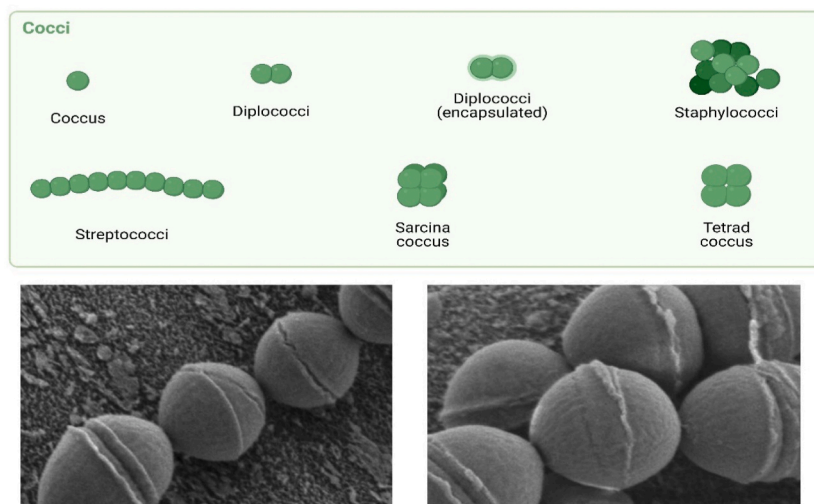 Cocci
Coccus
Diplococci
Diplococci
(encapsulated)
Staphylococci
Streptococci
Sarcina
coccus
Tetrad
coccus